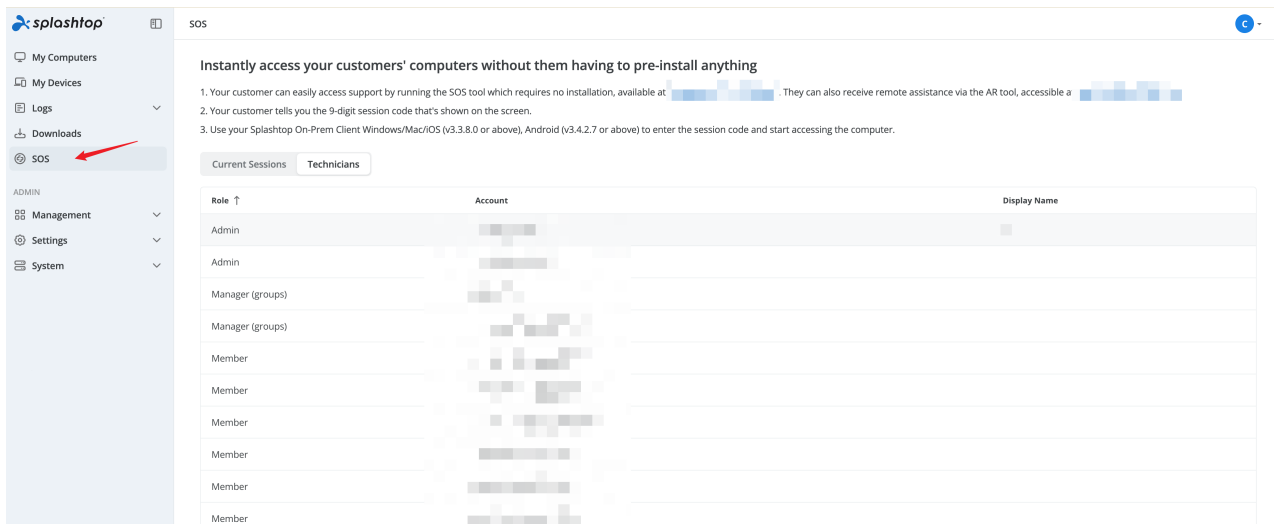 splashtop
SOS
C
My Computers
My Devices
Logs
Downloads
SOS
ADMIN
Management
Settings
System
Instantly access your customers' computers without them having to pre-install anything
1. Your customer can easily access support by running the SOS tool which requires no installation, available at . They can also receive remote assistance via the AR tool, accessible a
2. Your customer tells you the 9-digit session code that's shown on the screen.
3. Use your Splashtop On-Prem Client Windows/Mac/iOS (v3.3.8.0 or above), Android (v3.4.2.7 or above) to enter the session code and start accessing the computer.
Current Sessions Technicians
Role ↑ Account Display Name
Admin
Admin
Manager (groups)
Manager (groups)
Member
Member
Member
Member
Member
Member